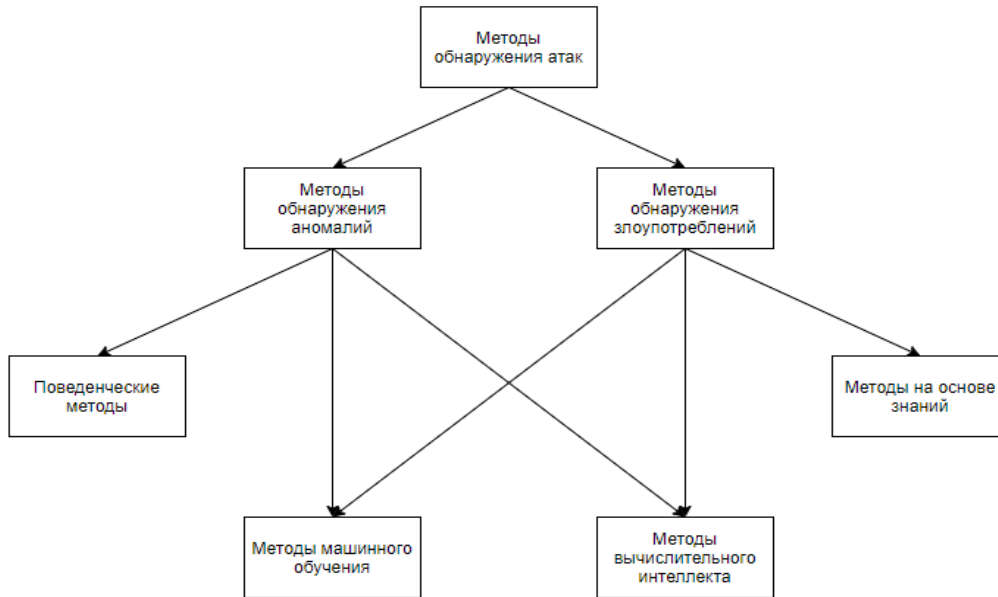 Методы
обнаружения атак
Методы
обнаружения
аномалий
Методы
обнаружения
злоупотреблений
Поведенческие
методы
Методы на основе
знаний
Методы машинного
обучения
Методы
вычислительного
интеллекта